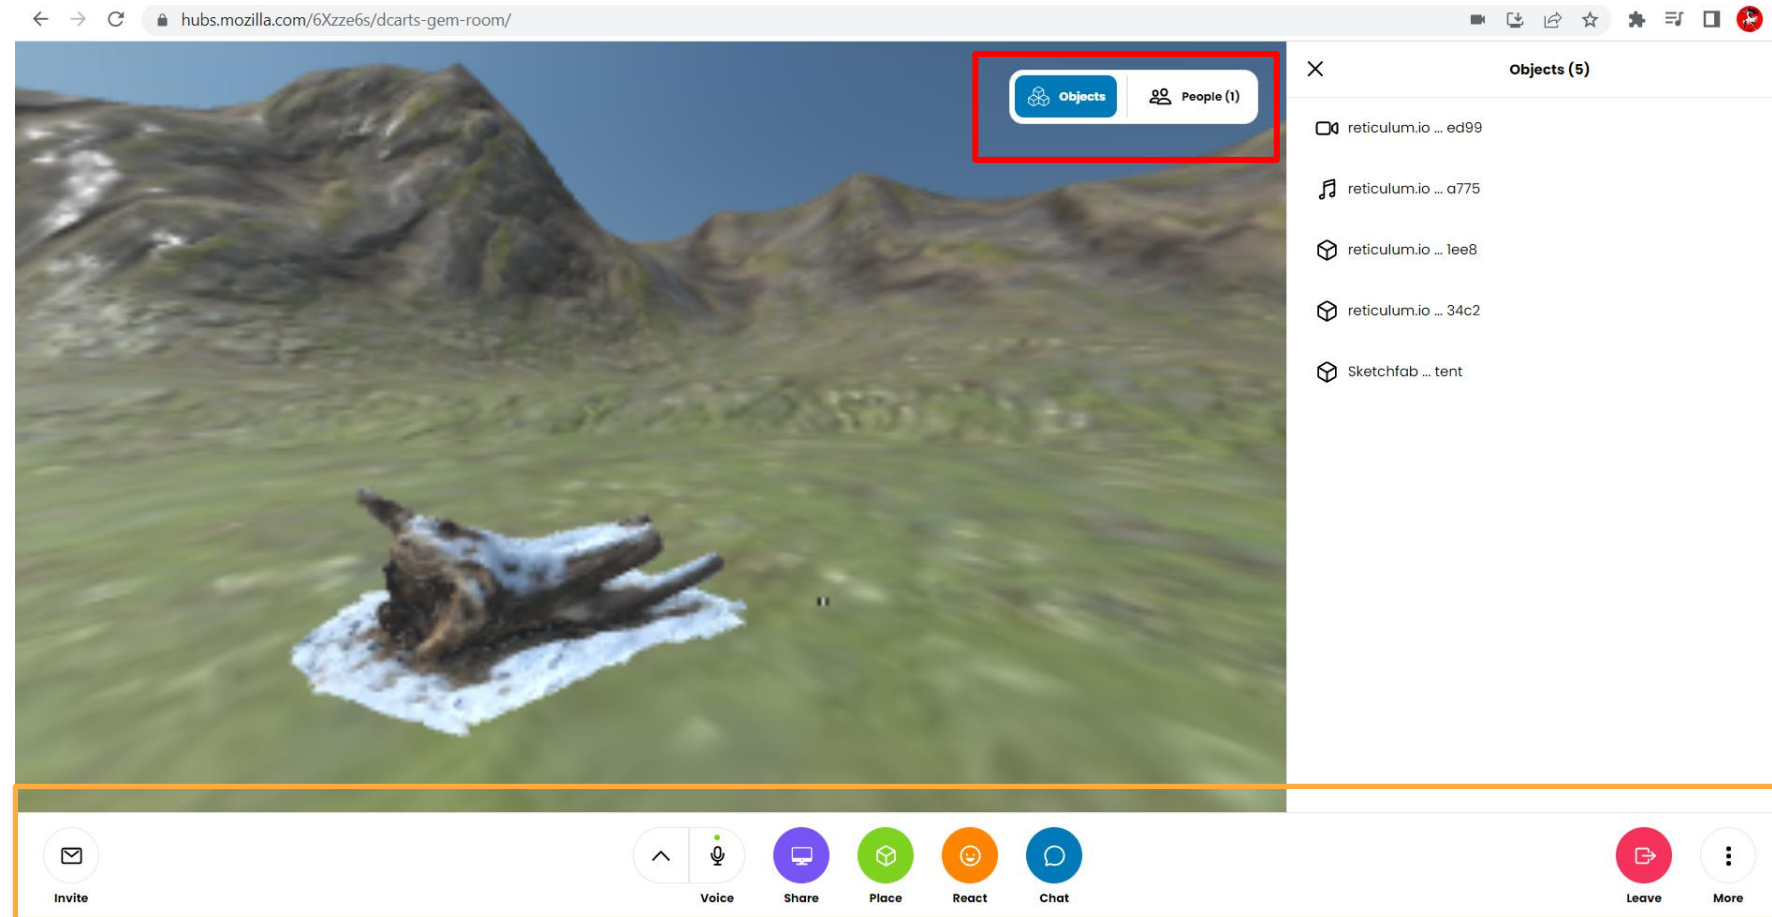 hubs.mozilla.com/6Xzze6s/dcarts-gem-room/
Objects People (1)
Objects (5)
reticulum.io ... ed99
reticulum.io ... a775
reticulum.io ... 1ee8
reticulum.io ... 34c2
Sketchfab ... tent
Invite
Voice
Share
Place
React
Chat
Leave
More